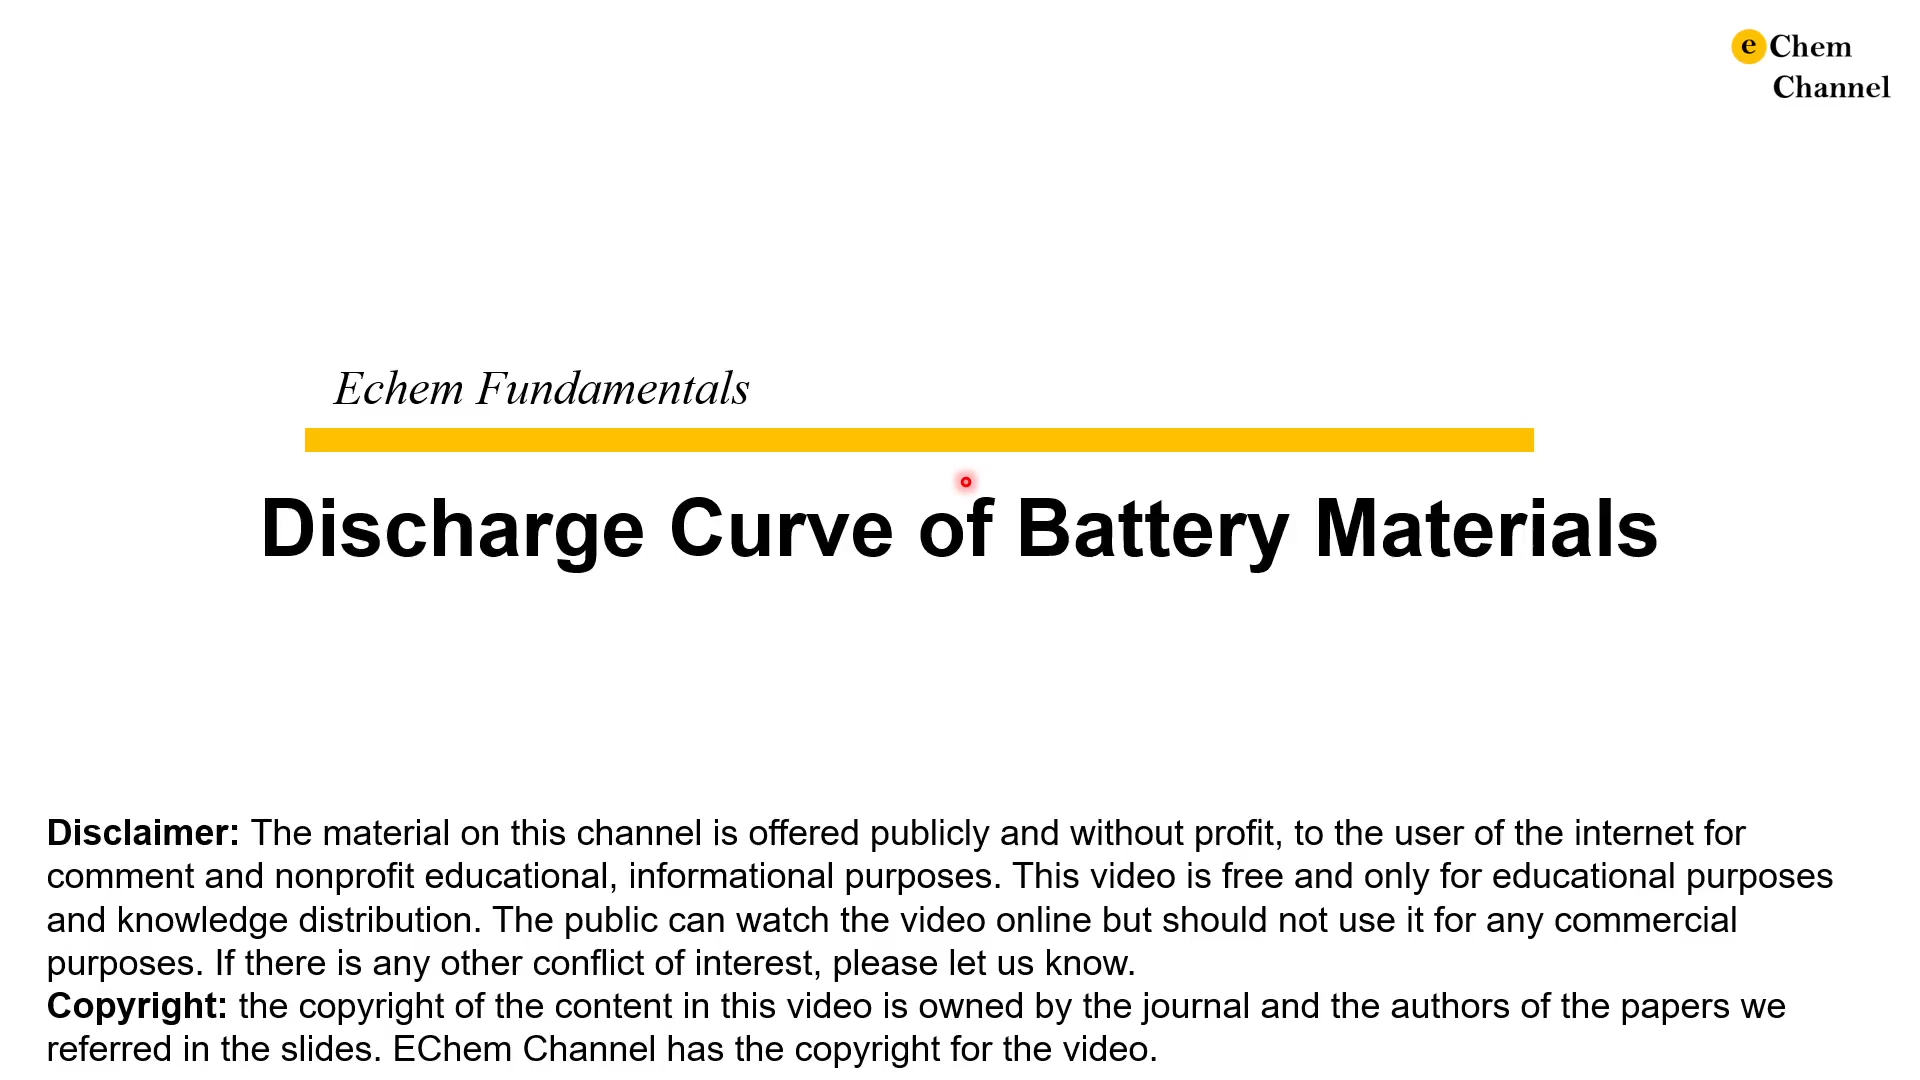 e Chem
Channel
Echem Fundamentals
Discharge Curve of Battery Materials
Disclaimer: The material on this channel is offered publicly and without profit, to the user of the internet for
comment and nonprofit educational, informational purposes. This video is free and only for educational purposes
and knowledge distribution. The public can watch the video online but should not use it for any commercial
purposes. If there is any other conflict of interest, please let us know.
Copyright: the copyright of the content in this video is owned by the journal and the authors of the papers we
referred in the slides. EChem Channel has the copyright for the video.